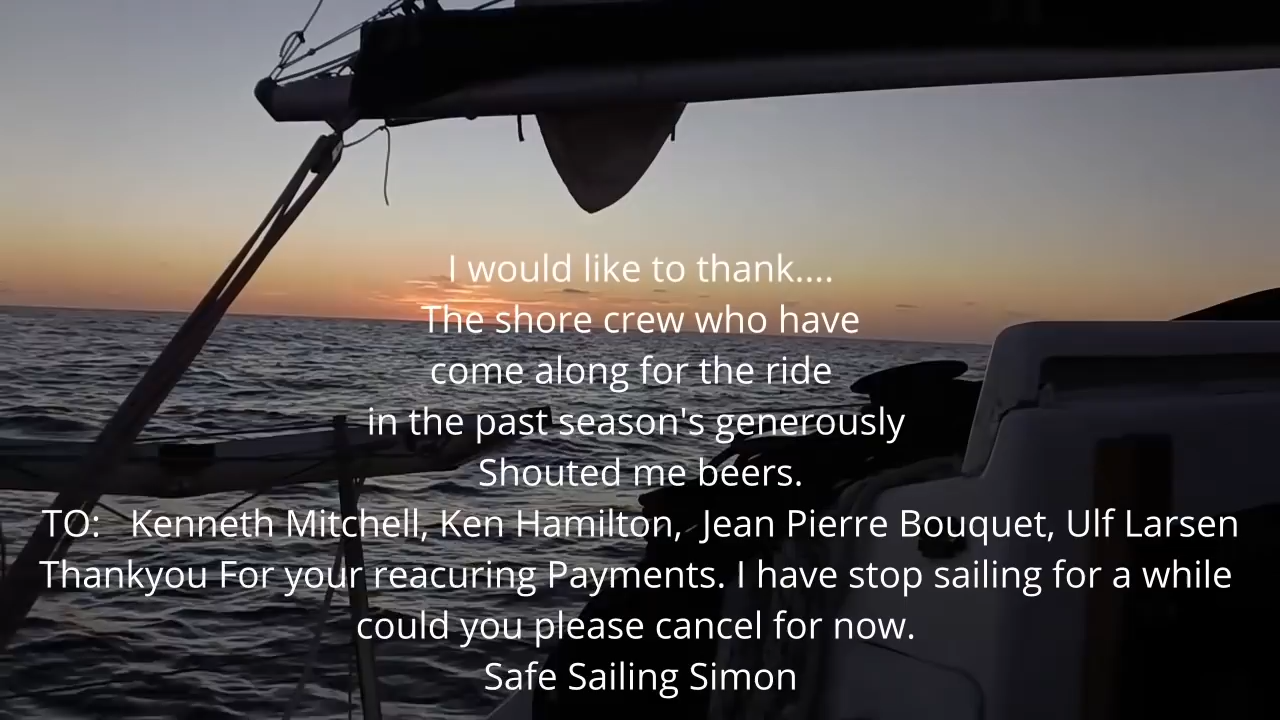 I would like to thank....
The shore crew who have
come along for the ride
in the past season's generously
Shouted me beers.
TO:   Kenneth Mitchell, Ken Hamilton,  Jean Pierre Bouquet, Ulf Larsen
Thankyou For your reacuring Payments. I have stop sailing for a while
could you please cancel for now.
Safe Sailing Simon